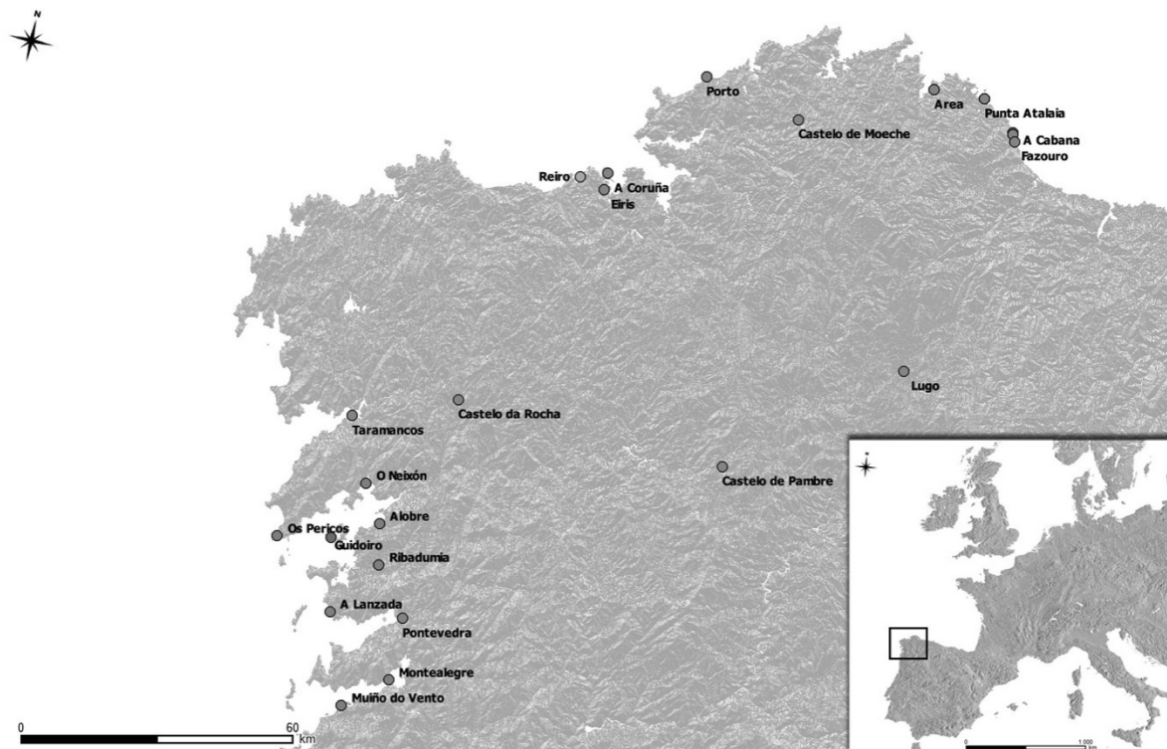 N
Porto
Area
Punta Atalaia
Castelo de Moeche
A Cabana
Fazouro
Reiro
A Coruña
Eiris
Lugo
Castelo da Rocha
Taramancos
Castelo de Pambre
O Neixón
Alobre
Os Pericos
Guidoiro
Ribadumia
A Lanzada
Pontevedra
Montealegre
Muiño do Vento
0
60
km
0
1 000